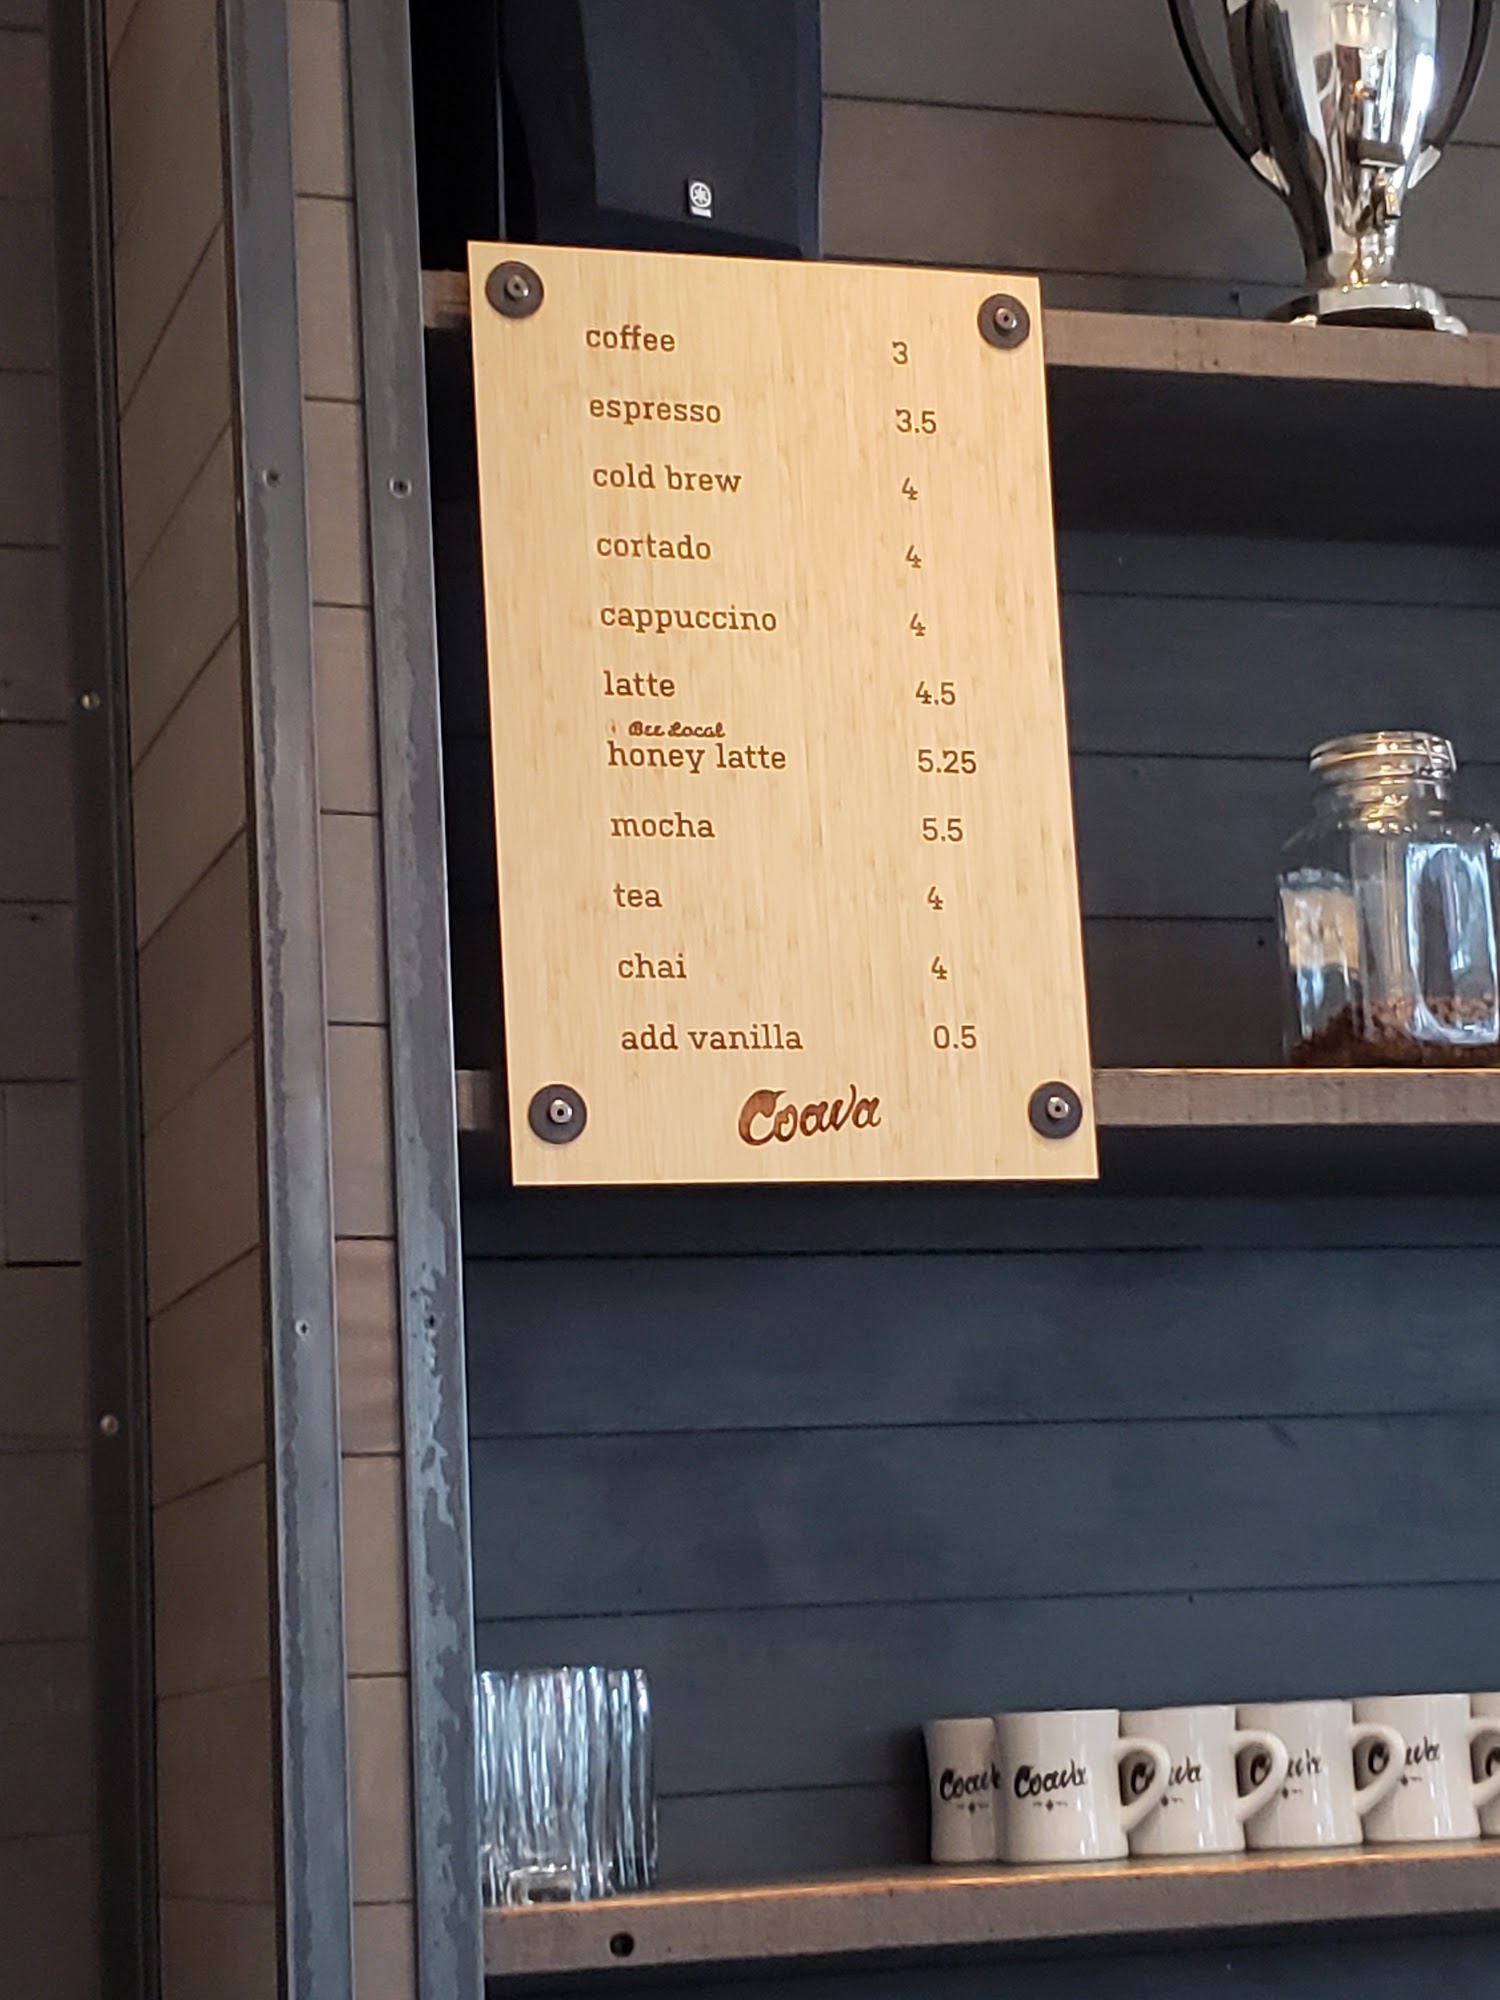 coffee 3
espresso 3.5
cold brew 4
cortado 4
cappuccino 4
latte 4.5
Bee Local
honey latte 5.25
mocha 5.5
tea 4
chai 4
add vanilla 0.5
Coava
Coava